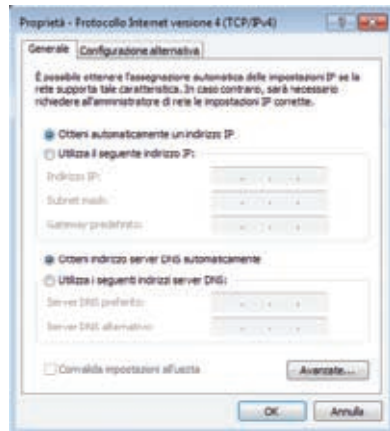 Proprietà - Protocollo Internet versione 4 (TCP/IPv4)
Generale
Configurazione alternativa
È possibile ottenere l'assegnazione automatica delle impostazioni IP se la
rete supporta tale caratteristica. In caso contrario, sarà necessario
richiedere all'amministratore di rete le impostazioni IP corrette.
Ottieni automaticamente un indirizzo IP
Utilizza il seguente indirizzo IP:
Indirizzo IP:
Subnet mask:
Gateway predefinito:
Ottieni indirizzo server DNS automaticamente
Utilizza i seguenti indirizzi server DNS:
Server DNS preferito:
Server DNS alternativo:
Convalida impostazioni all'uscita
Avanzate...
OK
Annulla